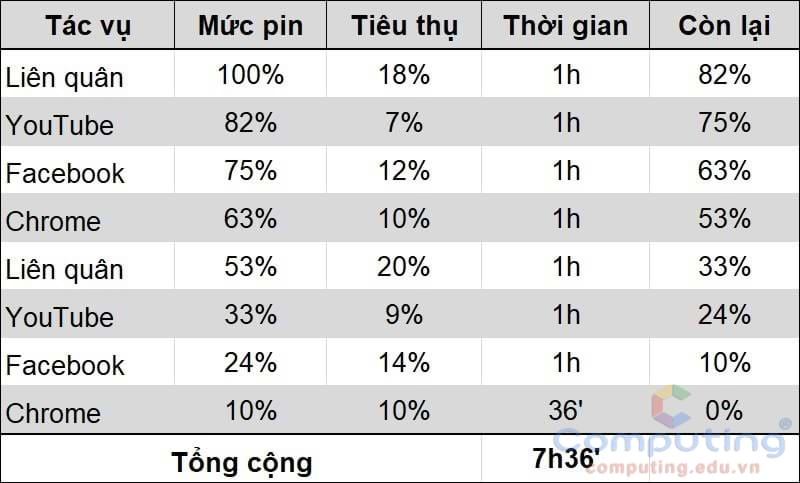 Tác vụ Mức pin Tiêu thụ Thời gian Còn lại
Liên quân 100% 18% 1h 82%
YouTube 82% 7% 1h 75%
Facebook 75% 12% 1h 63%
Chrome 63% 10% 1h 53%
Liên quân 53% 20% 1h 33%
YouTube 33% 9% 1h 24%
Facebook 24% 14% 1h 10%
Chrome 10% 10% 36' 0%
Tổng cộng 7h36'
Computing®
computing.edu.vn